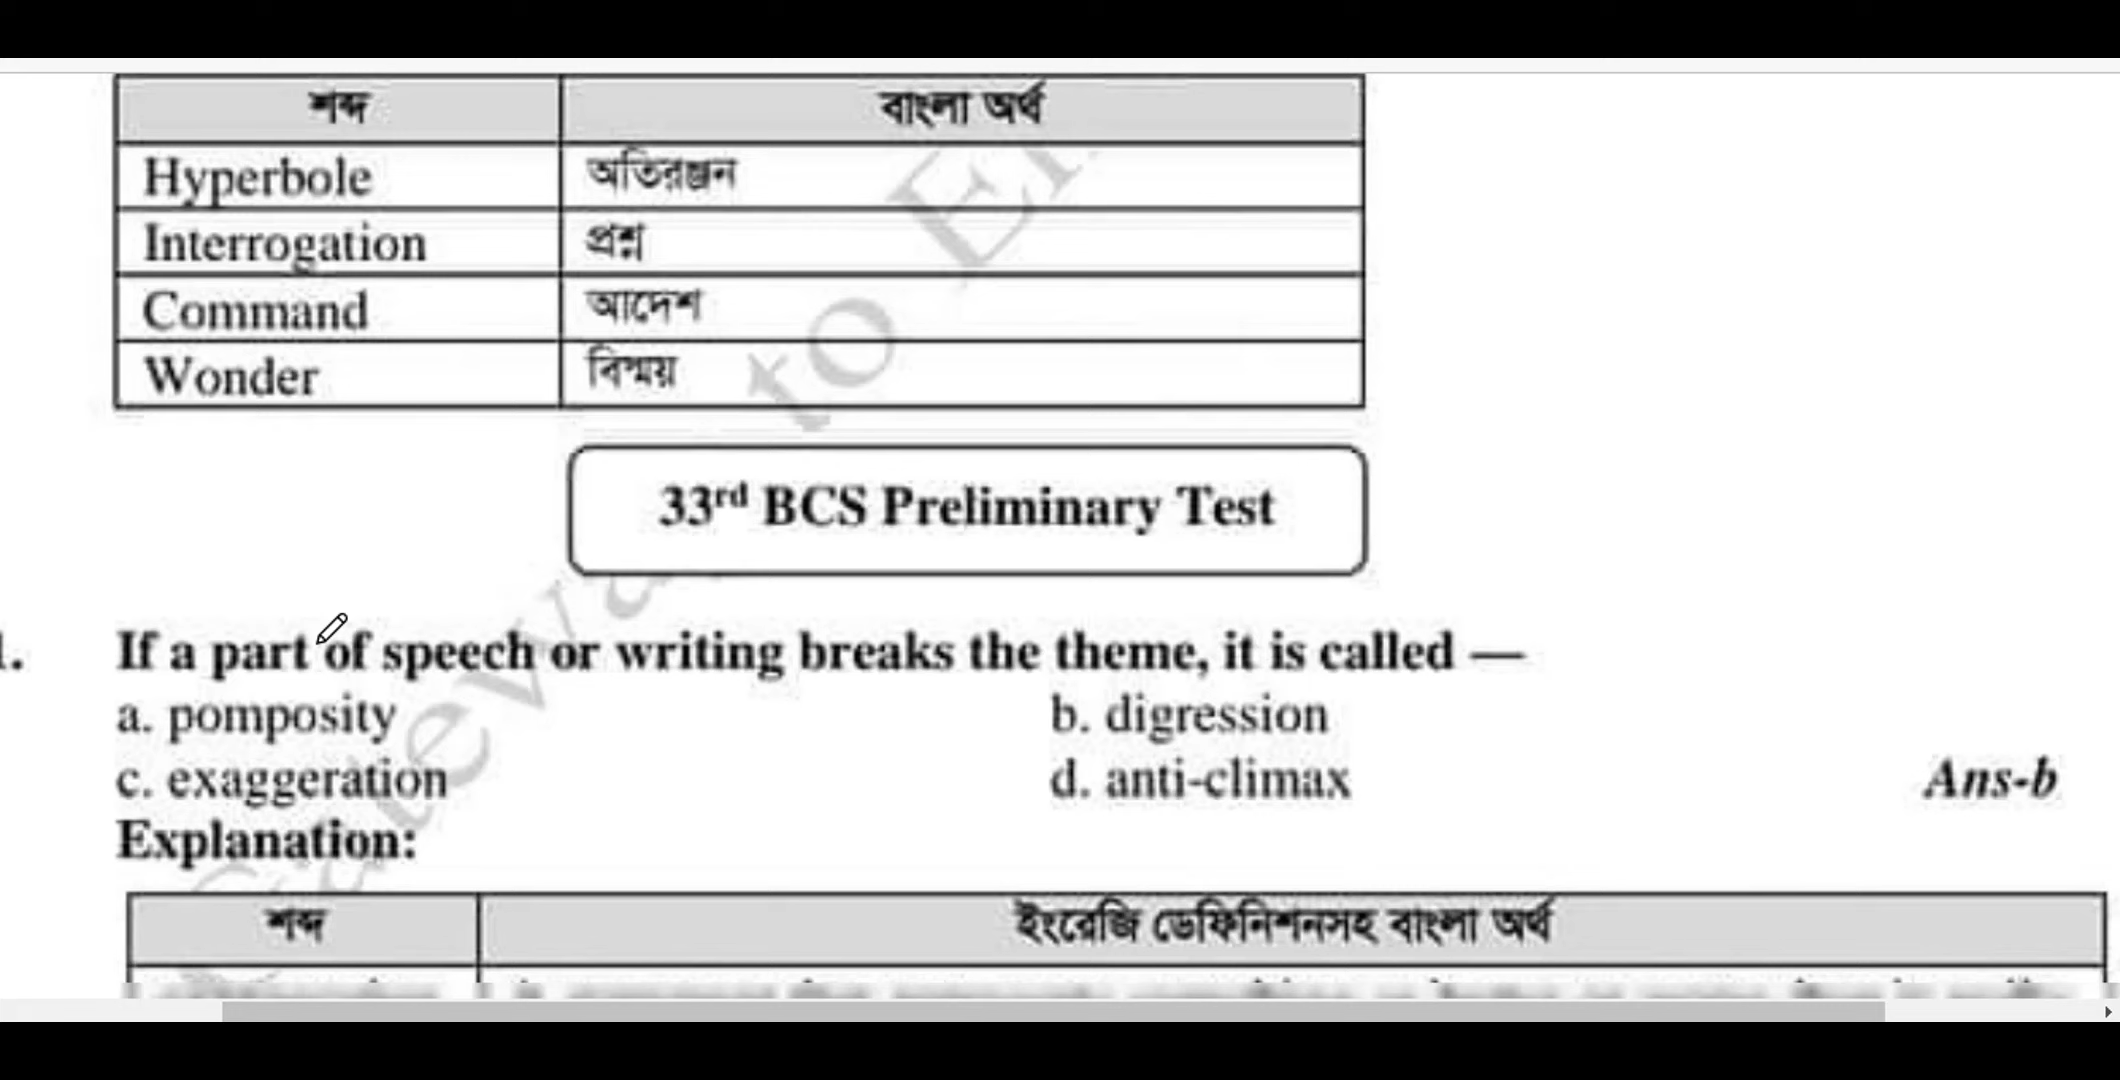 শব্দ বাংলা অর্থ
Hyperbole অতিরঞ্জন
Interrogation প্রশ্ন
Command আদেশ
Wonder বিস্ময়
33rd BCS Preliminary Test
1. If a part of speech or writing breaks the theme, it is called —
a. pomposity b. digression
c. exaggeration d. anti-climax Ans-b
Explanation:
শব্দ ইংরেজি ডেফিনিশনসহ বাংলা অর্থ